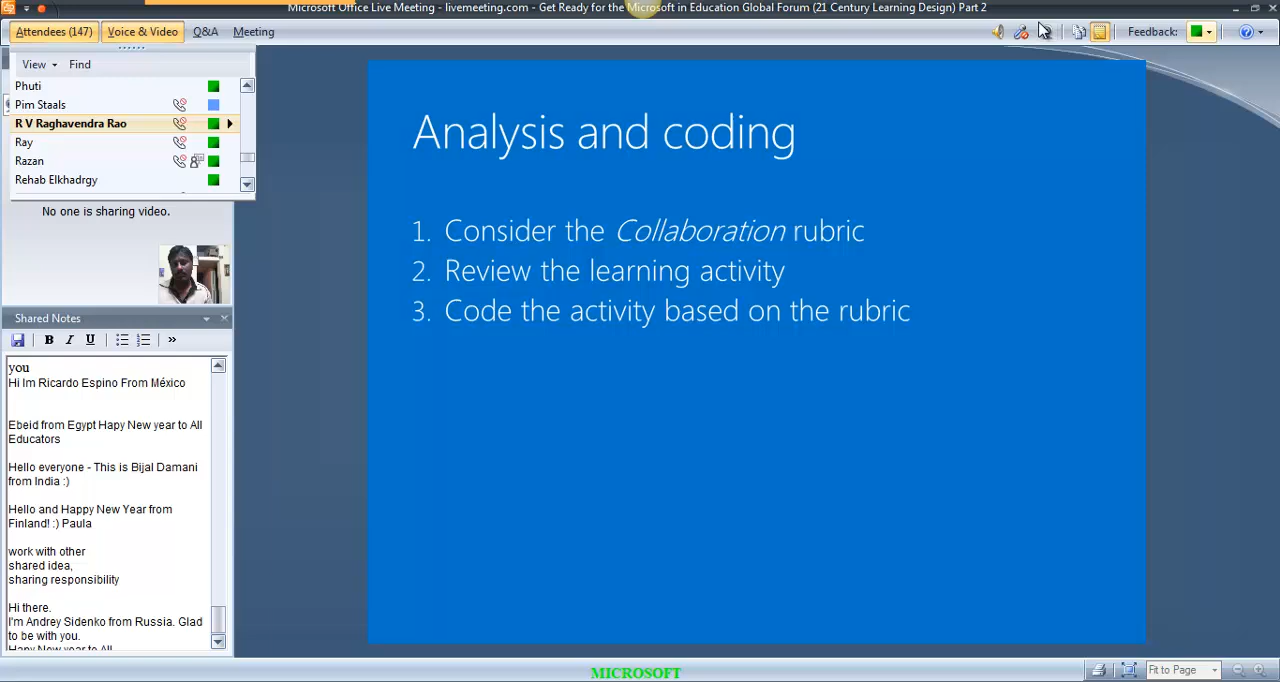 Microsoft Office Live Meeting - livemeeting.com - Get Ready for the Microsoft in Education Global Forum (21 Century Learning Design) Part 2
Attendees (147) Voice & Video Q&A Meeting Feedback:
View Find
Phuti
Pim Staals
R V Raghavendra Rao
Ray
Razan
Rehab Elkhadrgy
No one is sharing video.
Shared Notes
B I U »
you
Hi Im Ricardo Espino From México
Ebeid from Egypt Hapy New year to All
Educators
Hello everyone - This is Bijal Damani
from India :)
Hello and Happy New Year from
Finland! :) Paula
work with other
shared idea,
sharing responsibility
Hi there.
I'm Andrey Sidenko from Russia. Glad
to be with you.
Hapy New year to All
Analysis and coding
1. Consider the Collaboration rubric
2. Review the learning activity
3. Code the activity based on the rubric
MICROSOFT
Fit to Page